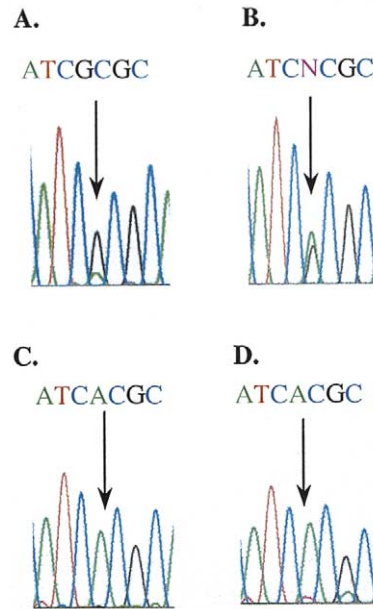 A.
ATCGCGC
B.
ATCNCGC
C.
ATCACGC
D.
ATCACGC